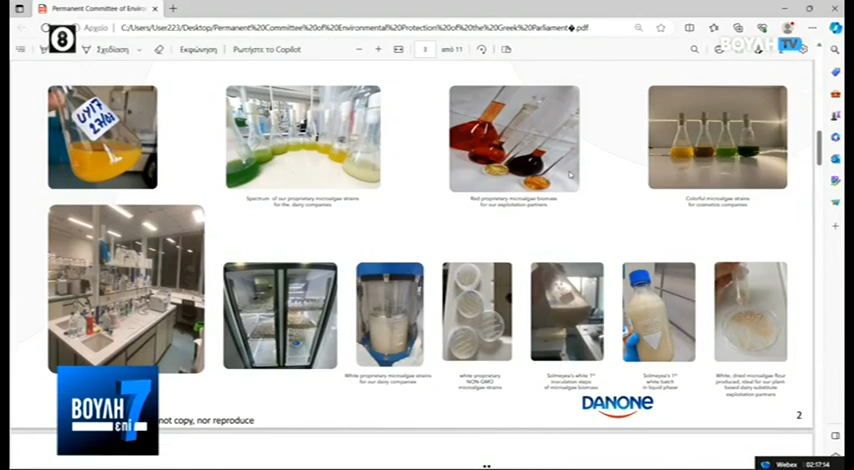 Permanent Committee of Enviro
Αρχείο
C:/Users/User223/Desktop/Permanent%20Committee%20of%20Environmental%20Protection%20of%20the%20Greek%20Parliament�.pdf
8
ΒΟΥΛΗ TV
Σχεδίαση
Εκφώνηση
Ρωτήστε το Copilot
3
από 11
UY17
27/01
Spectrum of our proprietary microalgae strains
for the dairy companies
Red proprietary microalgae biomass
for our exploitation partners
Colorful microalgae strains
for cosmetics companies
White proprietary microalgae strains
for our dairy companies
white proprietary
NON-GMO
microalgae strains
Solmeyea's white 1st
inoculation steps
of microalgae biomass
Solmeyea's 1st
white batch
in liquid phase
White, dried microalgae flour
produced, ideal for our plant
based dairy-substitute
exploitation partners
DANONE
ΒΟΥΛΗ
επί 7
not copy, nor reproduce
2
Webex
02:17:14